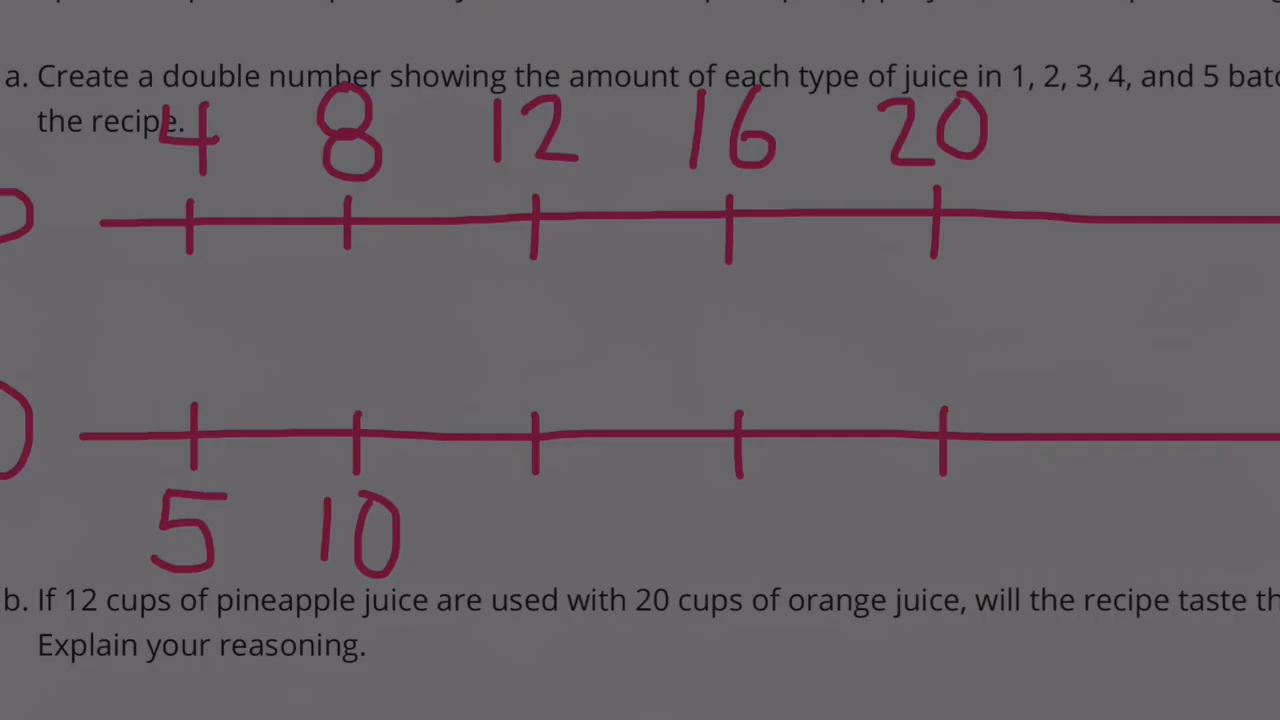 a. Create a double number showing the amount of each type of juice in 1, 2, 3, 4, and 5
the recipe.
4 8 12 16 20
P
O
5 10
b. If 12 cups of pineapple juice are used with 20 cups of orange juice, will the recipe taste
Explain your reasoning.